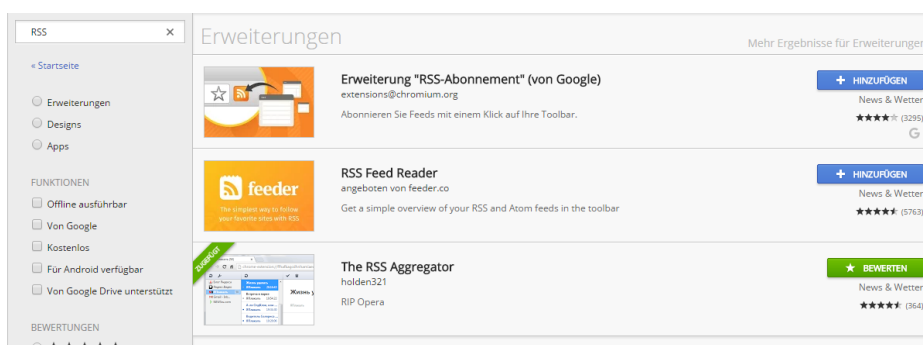 RSS
×
« Startseite
Erweiterungen
Designs
Apps
FUNKTIONEN
Offline ausführbar
Von Google
Kostenlos
Für Android verfügbar
Von Google Drive unterstützt
BEWERTUNGEN
Erweiterungen
Mehr Ergebnisse für Erweiterungen
Erweiterung "RSS-Abonnement" (von Google)
extensions@chromium.org
Abonnieren Sie Feeds mit einem Klick auf Ihre Toolbar.
+ HINZUFÜGEN
News & Wetter
(3295)
G
feeder
The simplest way to follow
your favorite sites with RSS
RSS Feed Reader
angeboten von feeder.co
Get a simple overview of your RSS and Atom feeds in the toolbar
+ HINZUFÜGEN
News & Wetter
(5763)
ZUGEFÜGT
The RSS Aggregator
holden321
RIP Opera
★ BEWERTEN
News & Wetter
(364)